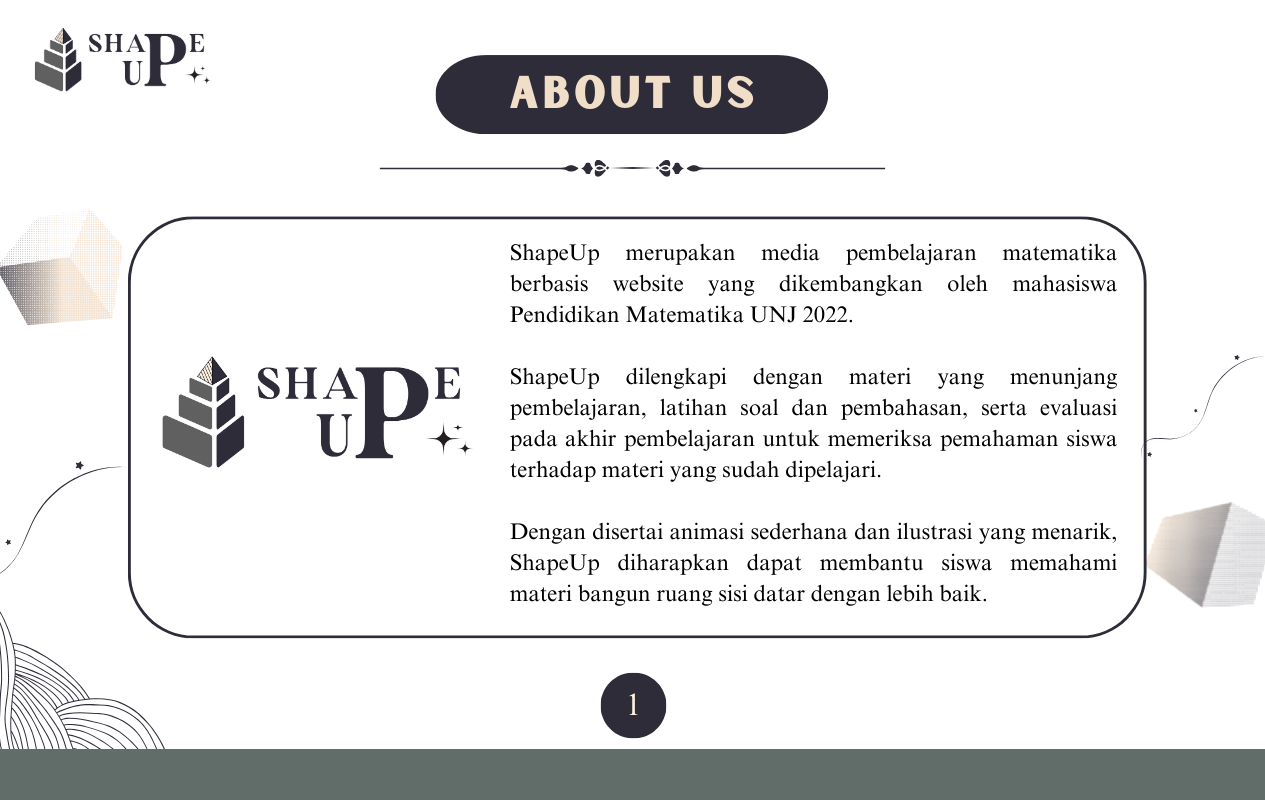 SHAPE
UP
ABOUT US
SHAPE
UP
ShapeUp merupakan media pembelajaran matematika
berbasis website yang dikembangkan oleh mahasiswa
Pendidikan Matematika UNJ 2022.
ShapeUp dilengkapi dengan materi yang menunjang
pembelajaran, latihan soal dan pembahasan, serta evaluasi
pada akhir pembelajaran untuk memeriksa pemahaman siswa
terhadap materi yang sudah dipelajari.
Dengan disertai animasi sederhana dan ilustrasi yang menarik,
ShapeUp diharapkan dapat membantu siswa memahami
materi bangun ruang sisi datar dengan lebih baik.
1